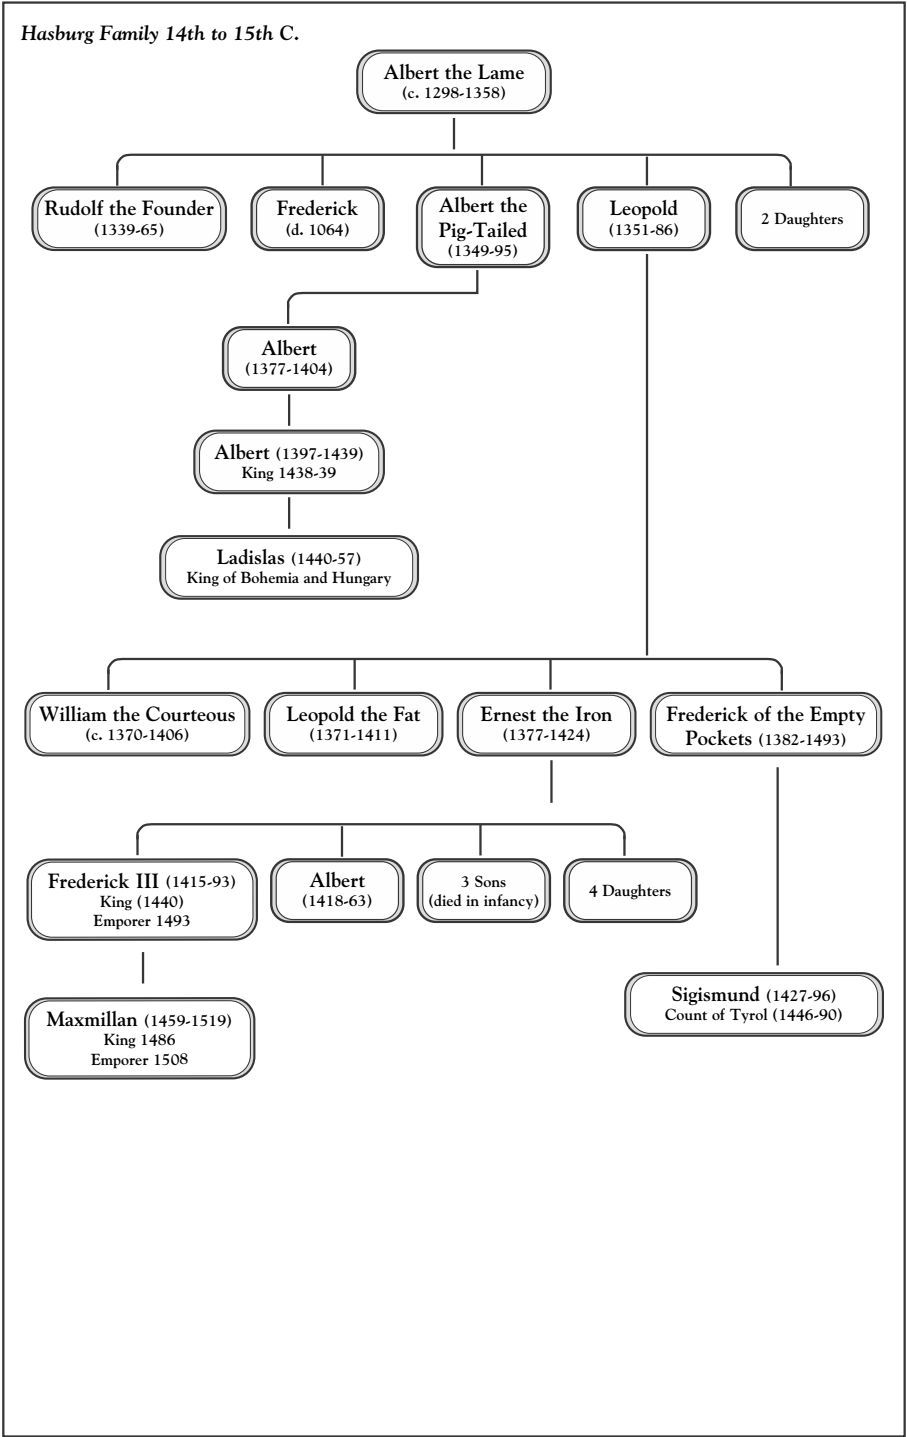 Hasburg Family 14th to 15th C.
Albert the Lame
(c. 1298-1358)
Rudolf the Founder
(1339-65)
Frederick
(d. 1064)
Albert the
Pig-Tailed
(1349-95)
Leopold
(1351-86)
2 Daughters
Albert
(1377-1404)
Albert (1397-1439)
King 1438-39
Ladislas (1440-57)
King of Bohemia and Hungary
William the Courteous
(c. 1370-1406)
Leopold the Fat
(1371-1411)
Ernest the Iron
(1377-1424)
Frederick of the Empty
Pockets (1382-1493)
Frederick III (1415-93)
King (1440)
Emporer 1493
Albert
(1418-63)
3 Sons
(died in infancy)
4 Daughters
Maxmillan (1459-1519)
King 1486
Emporer 1508
Sigismund (1427-96)
Count of Tyrol (1446-90)